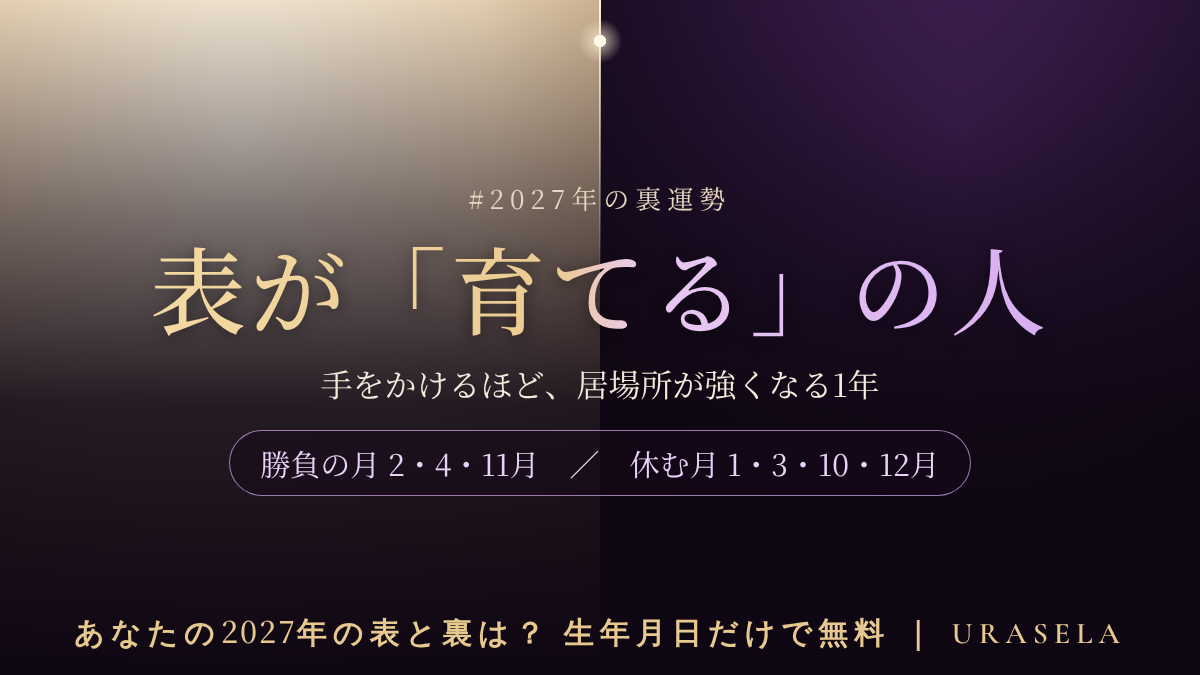 #2027年の裏運勢
表が「育てる」の人
手をかけるほど、居場所が強くなる1年
勝負の月 2・4・11月 ／ 休む月 1・3・10・12月
あなたの2027年の表と裏は？ 生年月日だけで無料 | URASELA